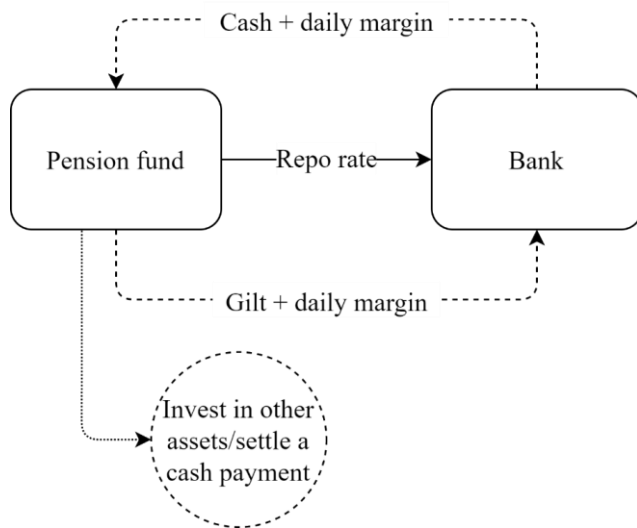 Cash + daily margin
Pension fund
Repo rate
Bank
Gilt + daily margin
Invest in other
assets/settle a
cash payment